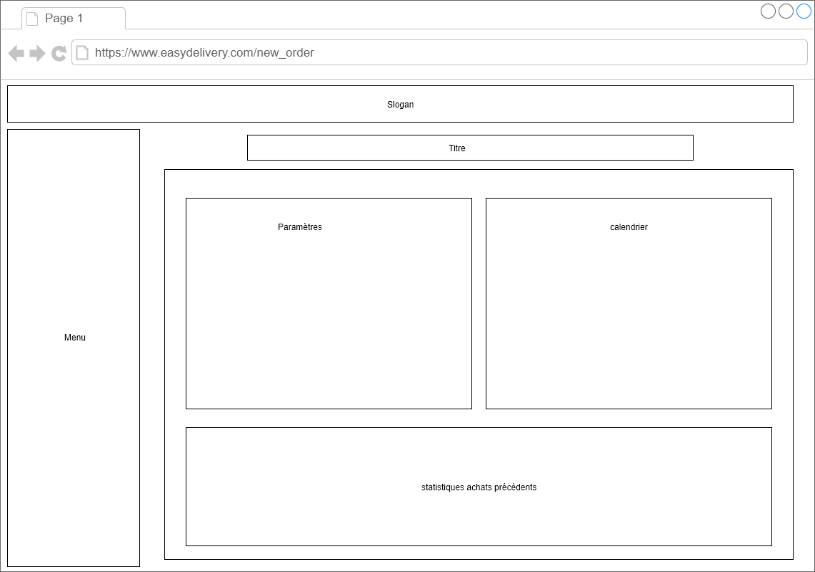 Page 1
https://www.easydelivery.com/new_order
Slogan
Titre
Paramètres
calendrier
Menu
statistiques achats précédents